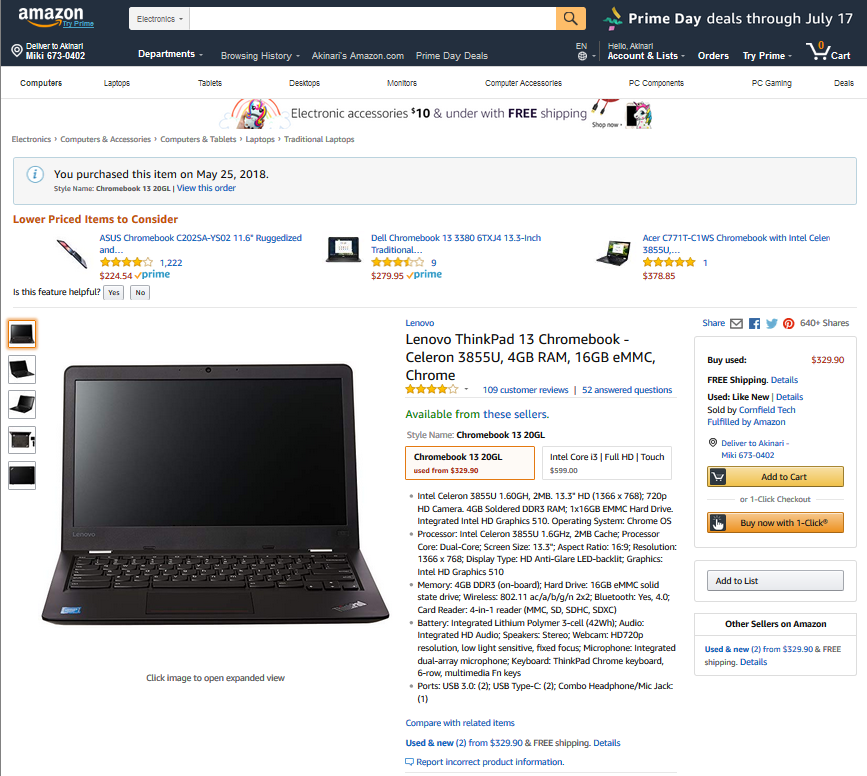 amazon
Try Prime
Electronics
Prime Day deals through July 17
Deliver to Akinari
Miki 673-0402
Departments
Browsing History
Akinari's Amazon.com
Prime Day Deals
EN
Hello, Akinari
Account & Lists
Orders
Try Prime
0
Cart
Computers
Laptops
Tablets
Desktops
Monitors
Computer Accessories
PC Components
PC Gaming
Deals
Electronic accessories $10 & under with FREE shipping
Shop now ›
Electronics › Computers & Accessories › Computers & Tablets › Laptops › Traditional Laptops
You purchased this item on May 25, 2018.
Style Name: Chromebook 13 20GL | View this order
Lower Priced Items to Consider
ASUS Chromebook C202SA-YS02 11.6" Ruggedized
and…
1,222
$224.54 prime
Dell Chromebook 13 3380 6TXJ4 13.3-Inch
Traditional…
9
$279.95 prime
Acer C771T-C1WS Chromebook with Intel Celer
3855U,…
1
$378.85
Is this feature helpful? Yes No
Lenovo
Click image to open expanded view
Lenovo
Lenovo ThinkPad 13 Chromebook -
Celeron 3855U, 4GB RAM, 16GB eMMC,
Chrome
109 customer reviews | 52 answered questions
Available from these sellers.
Style Name: Chromebook 13 20GL
Chromebook 13 20GL
used from $329.90
Intel Core i3 | Full HD | Touch
$599.00
• Intel Celeron 3855U 1.60GH, 2MB. 13.3" HD (1366 x 768); 720p
HD Camera. 4GB Soldered DDR3 RAM; 1x16GB EMMC Hard Drive.
Integrated Intel HD Graphics 510. Operating System: Chrome OS
• Processor: Intel Celeron 3855U 1.6GHz, 2MB Cache; Processor
Core: Dual-Core; Screen Size: 13.3"; Aspect Ratio: 16:9; Resolution:
1366 x 768; Display Type: HD Anti-Glare LED-backlit; Graphics:
Intel HD Graphics 510
• Memory: 4GB DDR3 (on-board); Hard Drive: 16GB eMMC solid
state drive; Wireless: 802.11 ac/a/b/g/n 2x2; Bluetooth: Yes, 4.0;
Card Reader: 4-in-1 reader (MMC, SD, SDHC, SDXC)
• Battery: Integrated Lithium Polymer 3-cell (42Wh); Audio:
Integrated HD Audio; Speakers: Stereo; Webcam: HD720p
resolution, low light sensitive, fixed focus; Microphone: Integrated
dual-array microphone; Keyboard: ThinkPad Chrome keyboard,
6-row, multimedia Fn keys
• Ports: USB 3.0: (2); USB Type-C: (2); Combo Headphone/Mic Jack:
(1)
Compare with related items
Used & new (2) from $329.90 & FREE shipping. Details
Report incorrect product information.
Share 640+ Shares
Buy used: $329.90
FREE Shipping. Details
Used: Like New | Details
Sold by Cornfield Tech
Fulfilled by Amazon
Deliver to Akinari -
Miki 673-0402
Add to Cart
or 1-Click Checkout
Buy now with 1-Click®
Add to List
Other Sellers on Amazon
Used & new (2) from $329.90 & FREE
shipping. Details